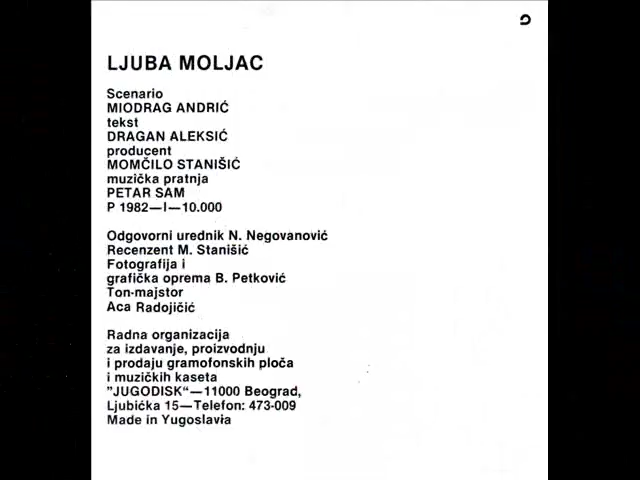 LJUBA MOLJAC
Scenario
MIODRAG ANDRIĆ
tekst
DRAGAN ALEKSIĆ
producent
MOMČILO STANIŠIĆ
muzička pratnja
PETAR SAM
P 1982—I—10.000
Odgovorni urednik N. Negovanović
Recenzent M. Stanišić
Fotografija i
grafička oprema B. Petković
Ton-majstor
Aca Radojičić
Radna organizacija
za izdavanje, proizvodnju
i prodaju gramofonskih ploča
i muzičkih kaseta
"JUGODISK“—11000 Beograd,
Ljubićka 15—Telefon: 473-009
Made in Yugoslavia